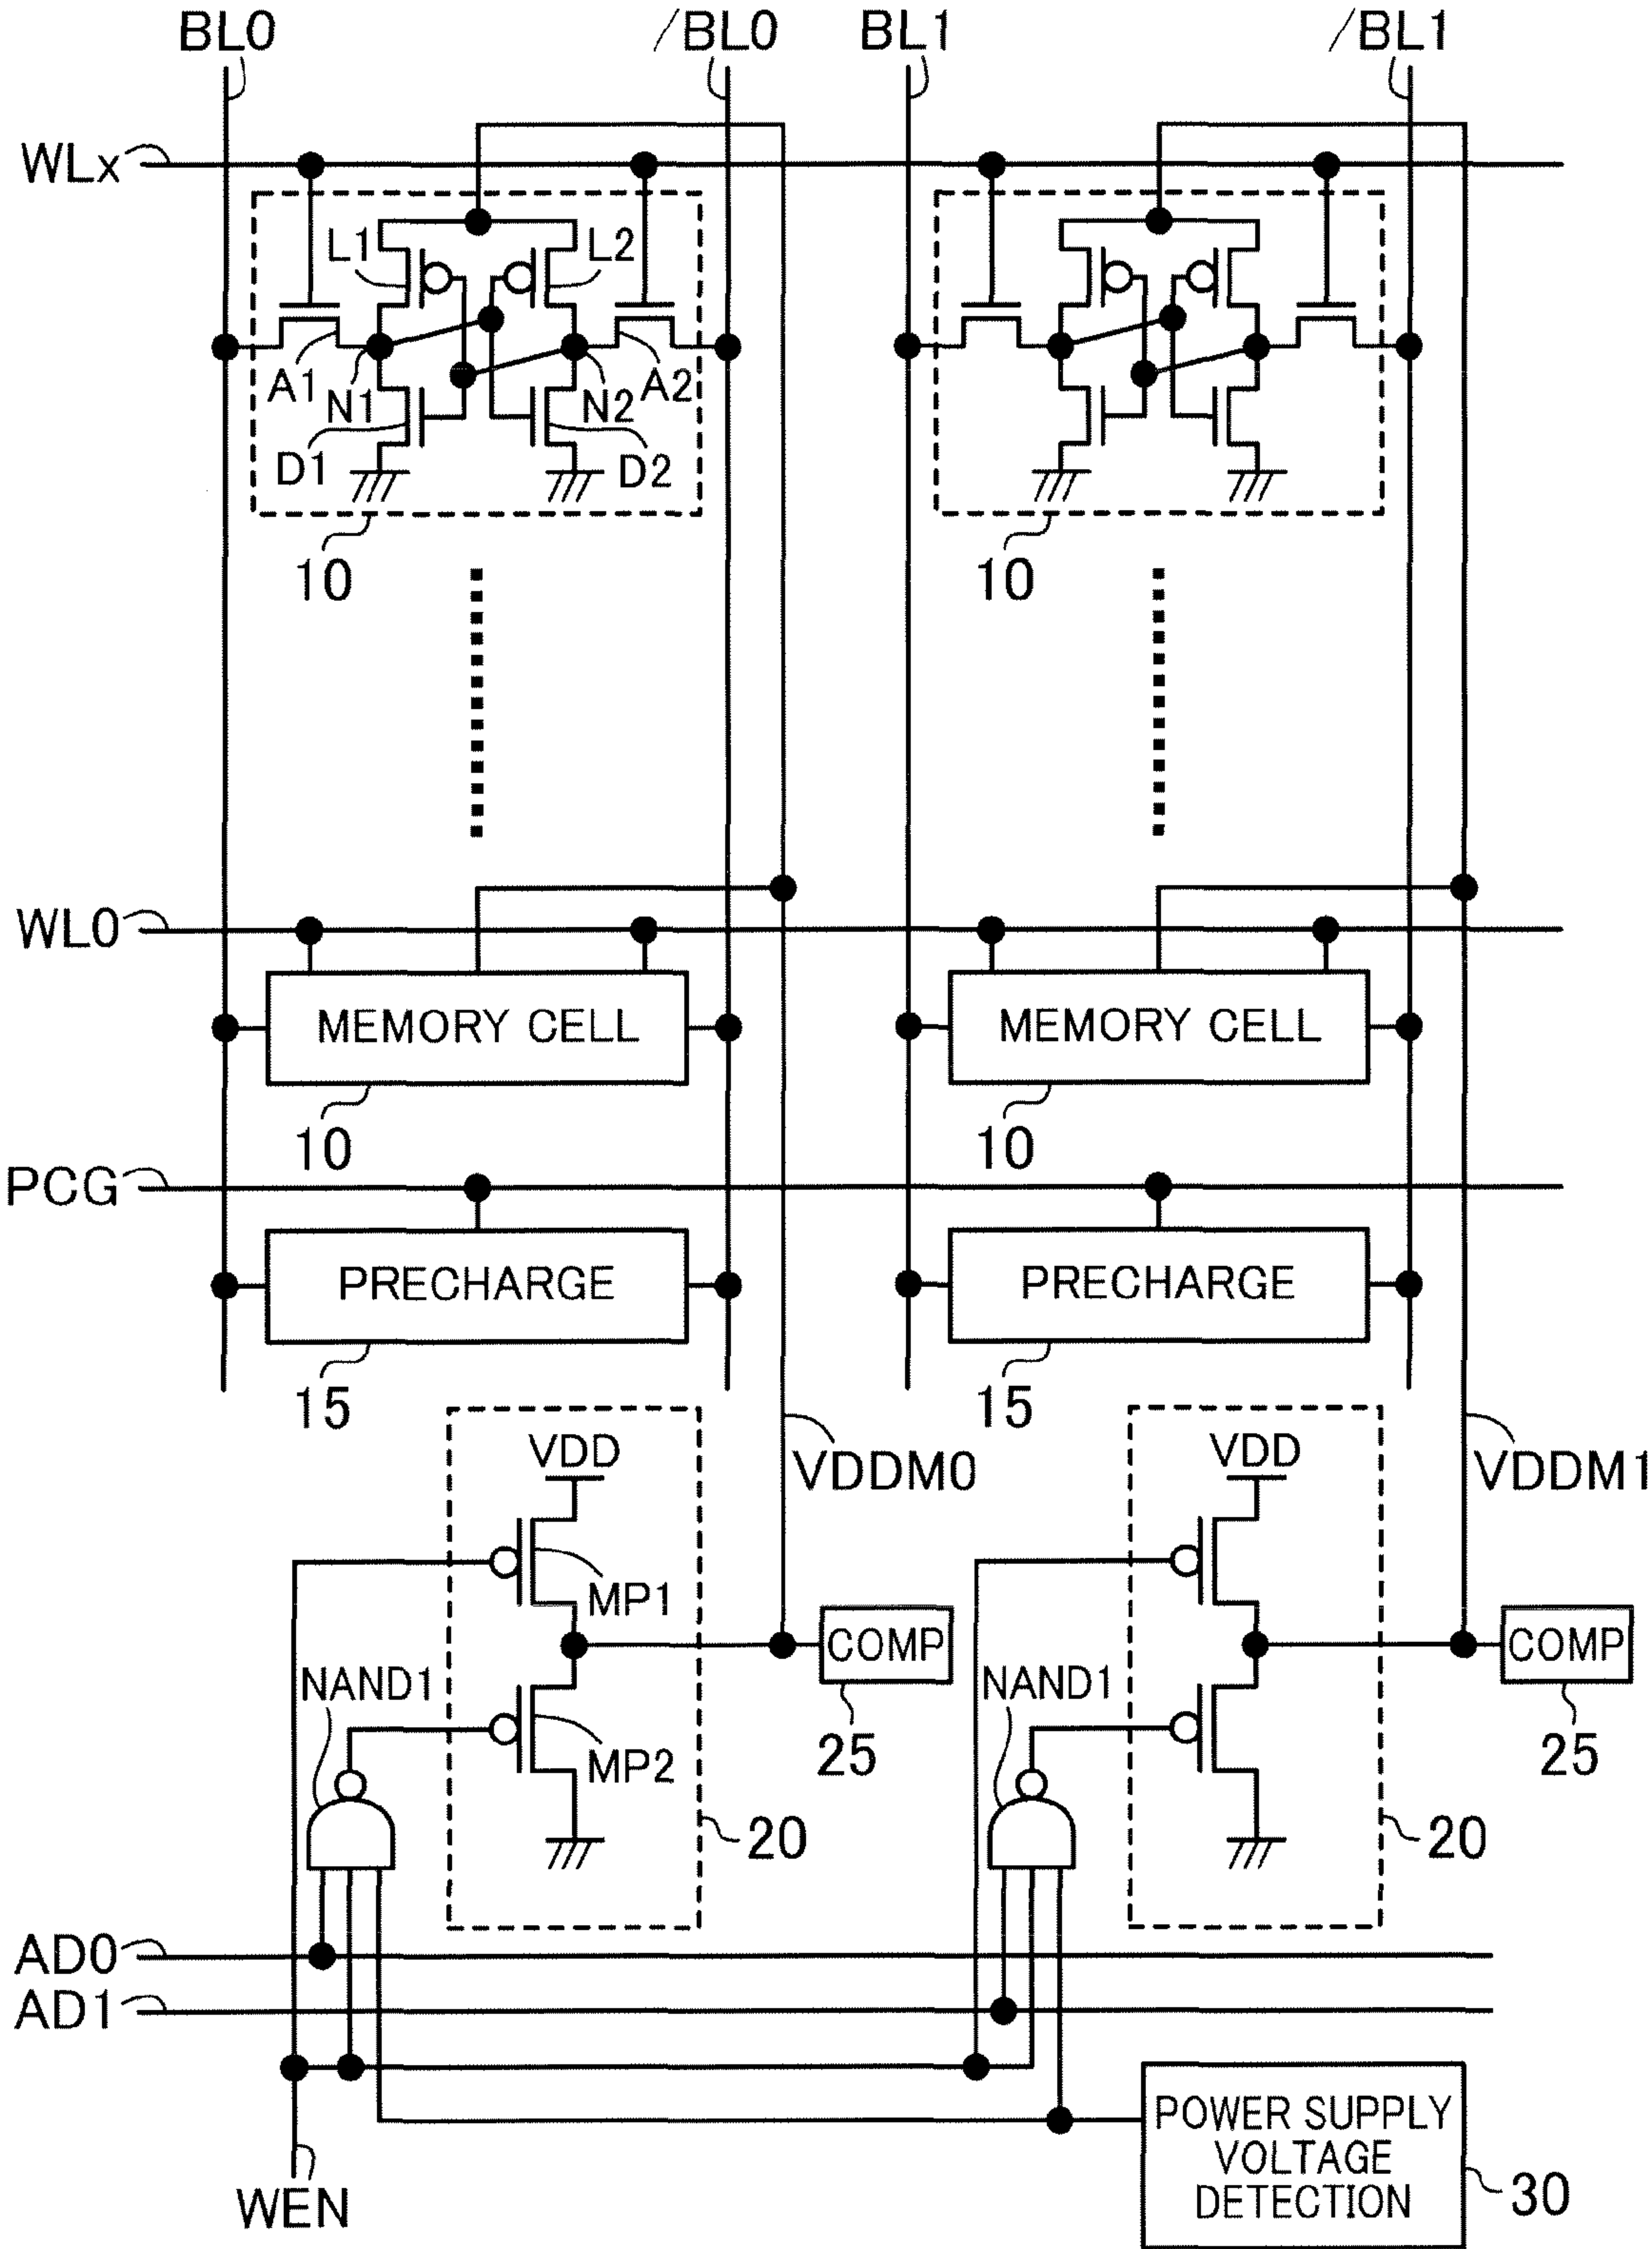 BL0 /BL0 BL1 /BL1
WLx
L1 L2
A1 N1 N2 A2
D1 D2
10 10
WL0
MEMORY CELL MEMORY CELL
10 10
PCG
PRECHARGE PRECHARGE
15 15
VDD VDDM0 VDD VDDM1
MP1
COMP COMP
NAND1 NAND1
25 25
MP2
20 20
AD0
AD1
POWER SUPPLY
VOLTAGE
DETECTION
30
WEN